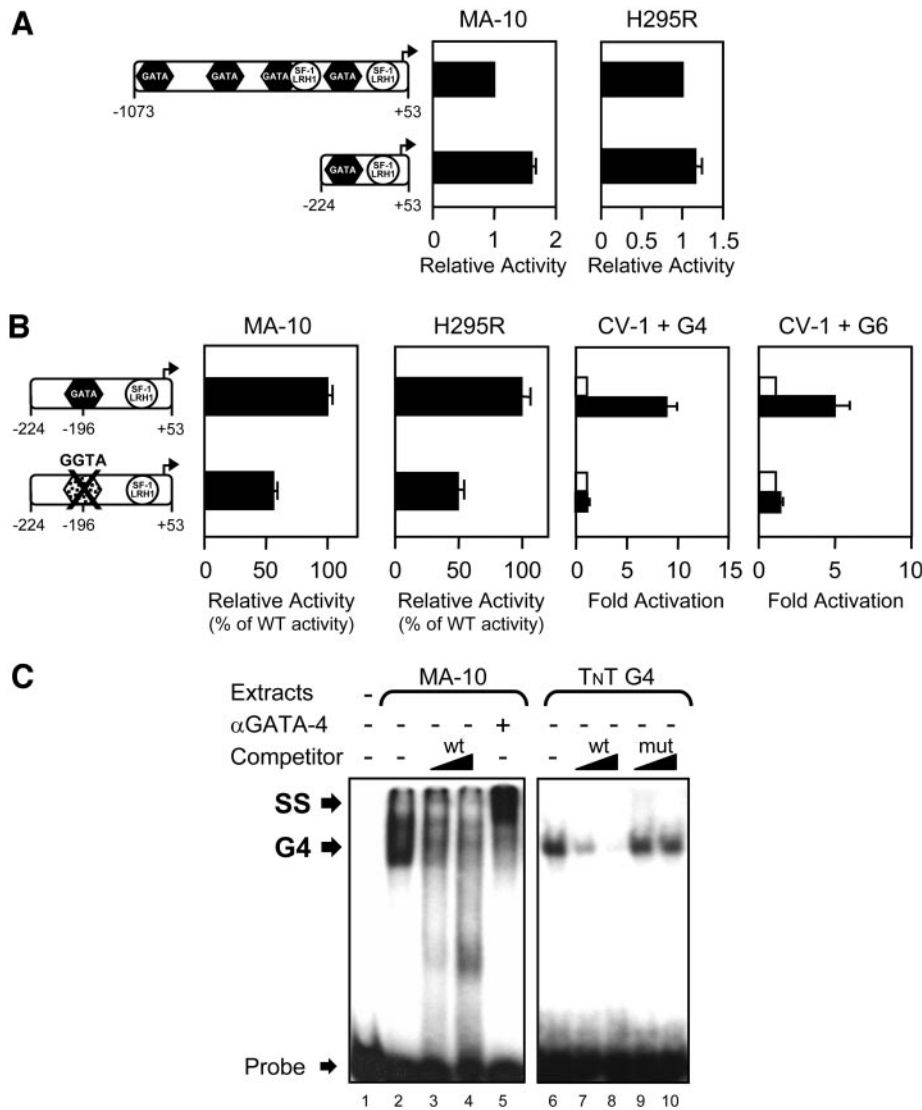 A
MA-10
H295R
GATA GATA GATA SF-1 LRH1 GATA SF-1 LRH1
-1073 +53
GATA SF-1 LRH1
-224 +53
0 1 2
0 0.5 1 1.5
Relative Activity
Relative Activity
B
MA-10
H295R
CV-1 + G4
CV-1 + G6
GATA SF-1 LRH1
-224 -196 +53
GGTA
SF-1 LRH1
-224 -196 +53
0 50 100
0 50 100
0 5 10 15
0 5 10
Relative Activity
(% of WT activity)
Relative Activity
(% of WT activity)
Fold Activation
Fold Activation
C
MA-10
TNT G4
Extracts -
αGATA-4 - - - - + - - - - -
Competitor - - wt - - wt mut
SS
G4
Probe
1 2 3 4 5 6 7 8 9 10